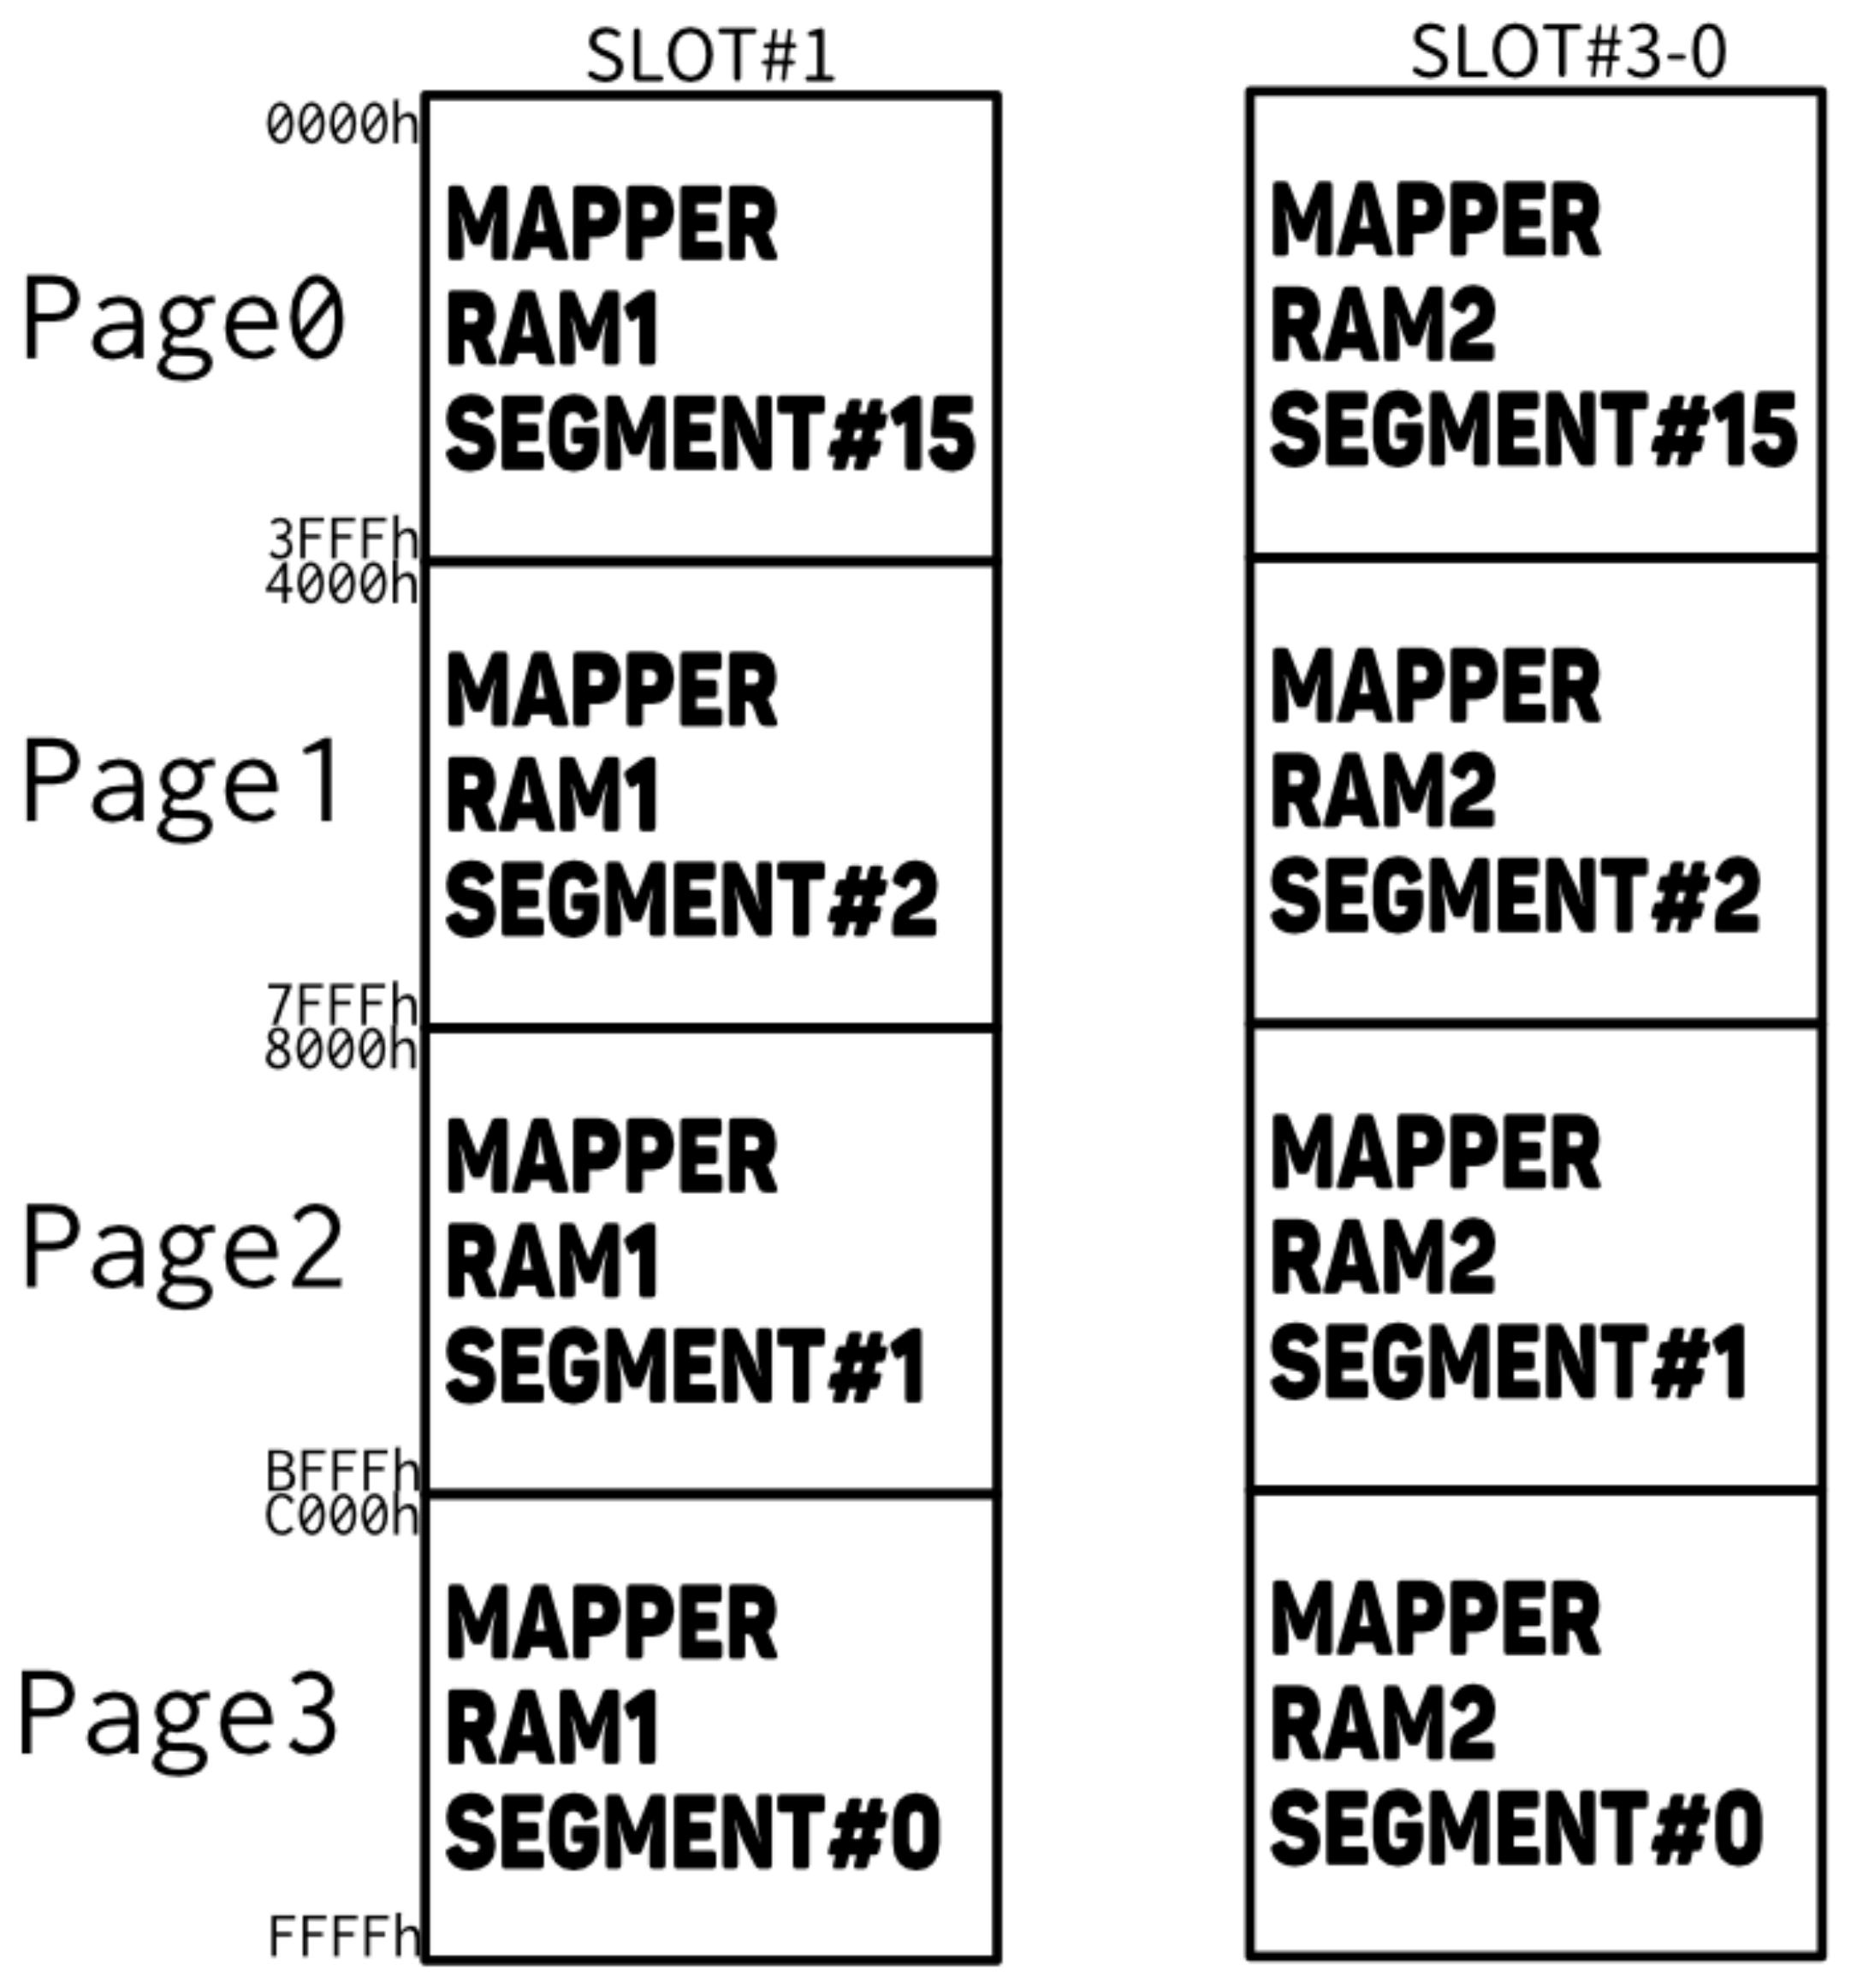 SLOT#1
SLOT#3-0
0000h
Page0
MAPPER
RAM1
SEGMENT#15
MAPPER
RAM2
SEGMENT#15
3FFFh
4000h
Page1
MAPPER
RAM1
SEGMENT#2
MAPPER
RAM2
SEGMENT#2
7FFFh
8000h
Page2
MAPPER
RAM1
SEGMENT#1
MAPPER
RAM2
SEGMENT#1
BFFFh
C000h
Page3
MAPPER
RAM1
SEGMENT#0
MAPPER
RAM2
SEGMENT#0
FFFFh